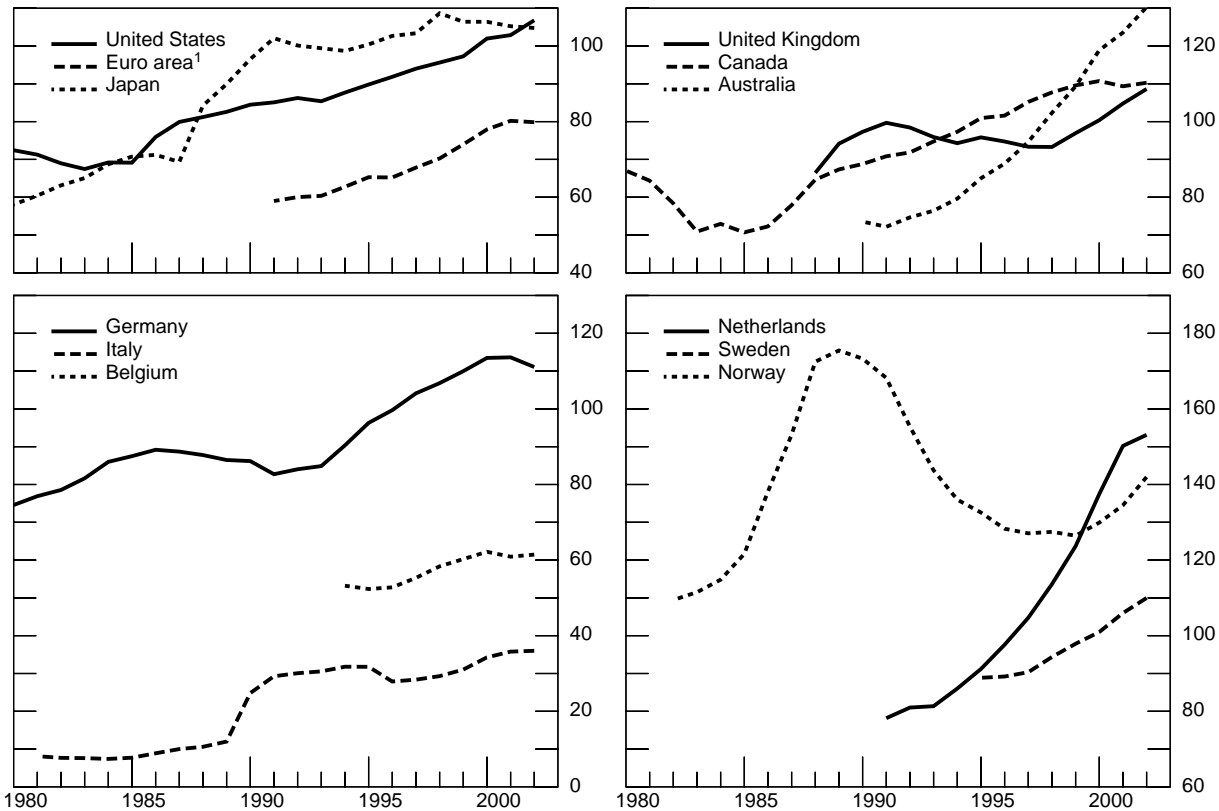 United States
Euro area1
Japan
100
80
60
40
United Kingdom
Canada
Australia
120
100
80
60
Germany
Italy
Belgium
120
100
80
60
40
20
0
1980 1985 1990 1995 2000
Netherlands
Sweden
Norway
180
160
140
120
100
80
60
1980 1985 1990 1995 2000